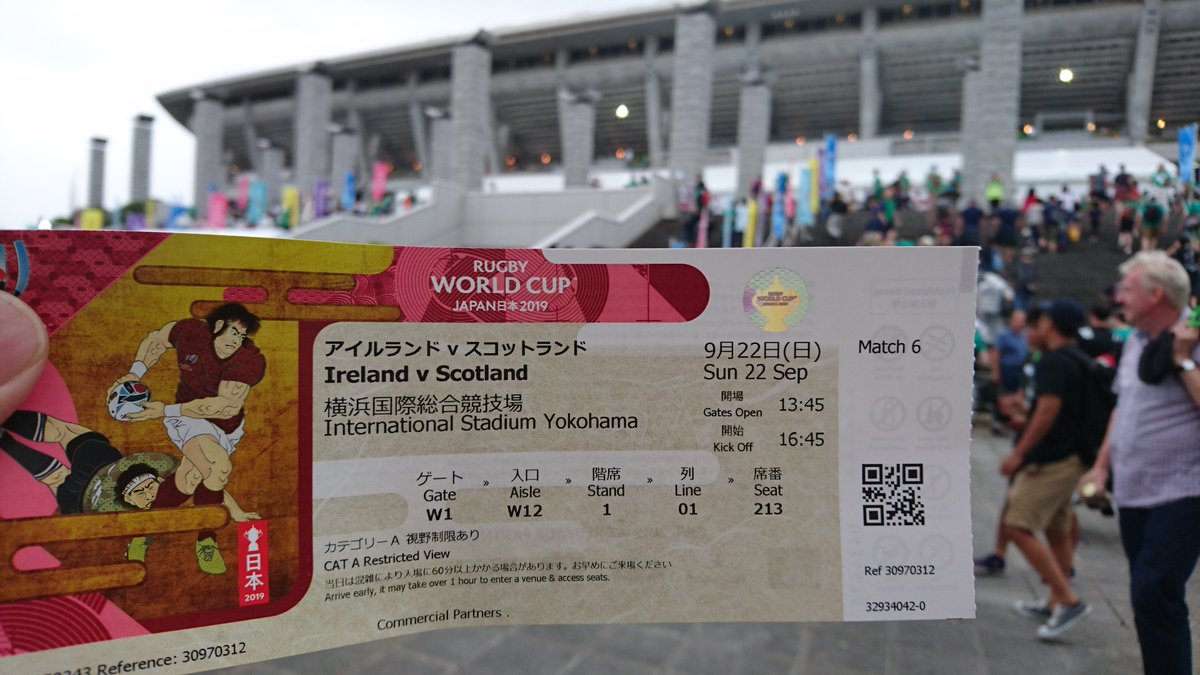 RUGBY
WORLD CUP
JAPAN日本2019
アイルランド v スコットランド
Ireland v Scotland
横浜国際総合競技場
International Stadium Yokohama
9月22日(日)
Sun 22 Sep
開場
Gates Open 13:45
開始
Kick Off 16:45
Match 6
ゲート » 入口 » 階席 » 列 » 席番
Gate Aisle Stand Line Seat
W1 W12 1 01 213
カテゴリーA 視野制限あり
CAT A Restricted View
当日は混雑により入場に60分以上かかる場合があります。お早めにご来場ください
Arrive early, it may take over 1 hour to enter a venue & access seats.
Commercial Partners .
Ref 30970312
32934042-0
日本
2019
Reference: 30970312